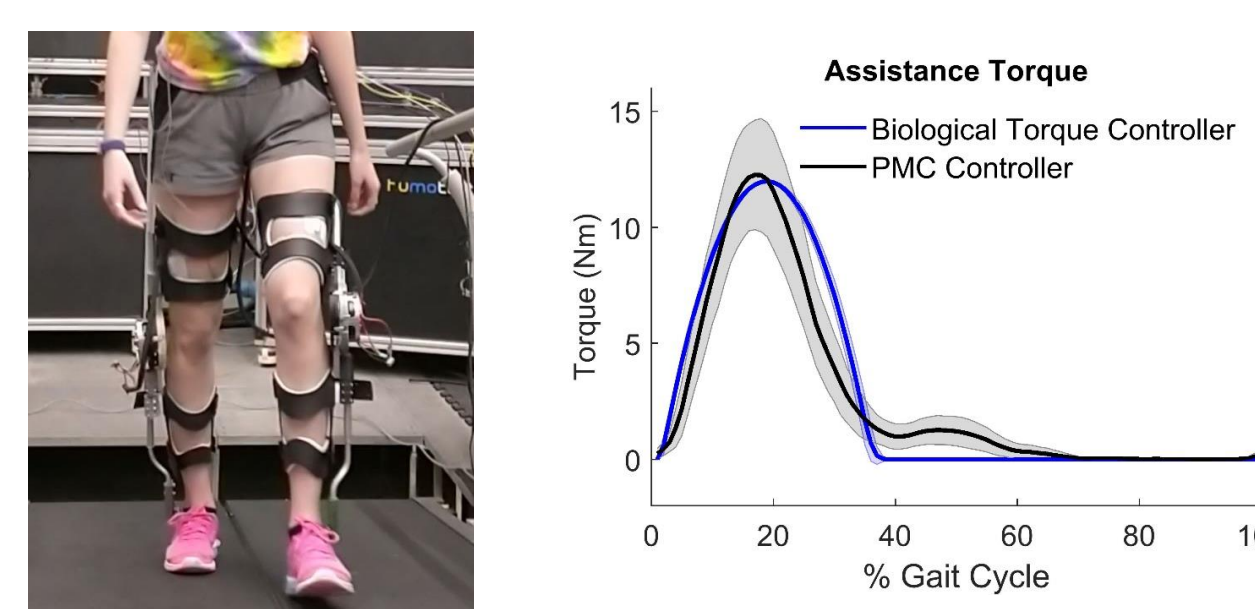 Assistance Torque
Biological Torque Controller
PMC Controller
15
10
5
0
Torque (Nm)
0 20 40 60 80
% Gait Cycle